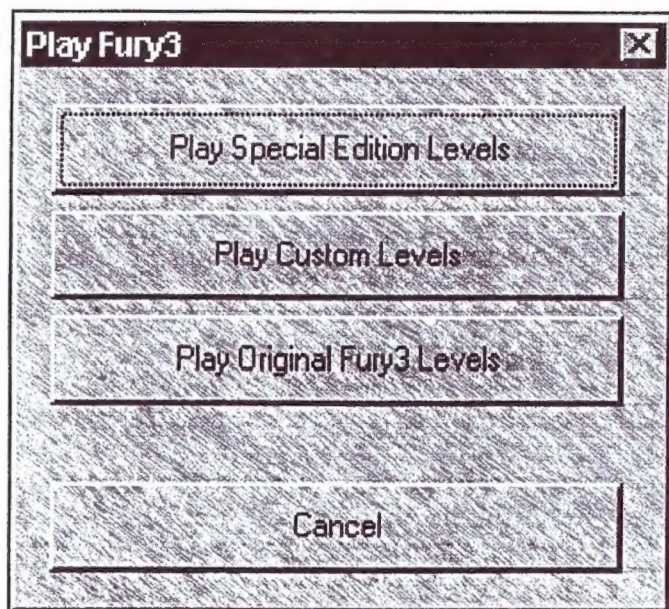 Play Fury3
Play Special Edition Levels
Play Custom Levels
Play Original Fury3 Levels
Cancel